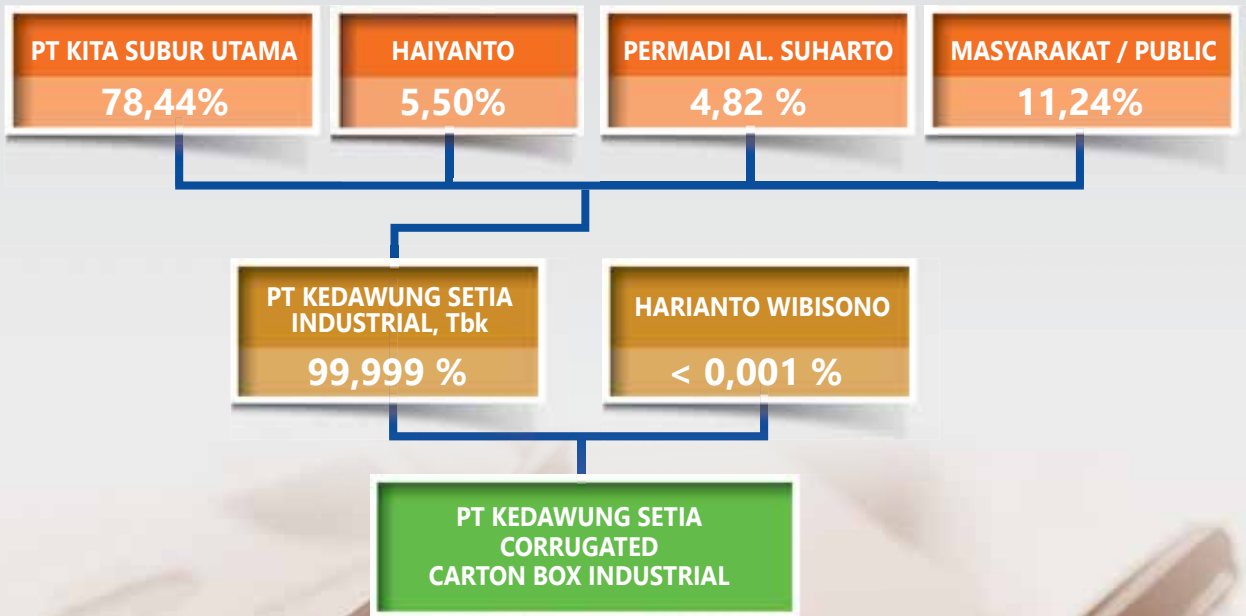 PT KITA SUBUR UTAMA
78,44%
HAIYANTO
5,50%
PERMADI AL. SUHARTO
4,82 %
MASYARAKAT / PUBLIC
11,24%
PT KEDAWUNG SETIA
INDUSTRIAL, Tbk
99,999 %
HARIANTO WIBISONO
< 0,001 %
PT KEDAWUNG SETIA
CORRUGATED
CARTON BOX INDUSTRIAL